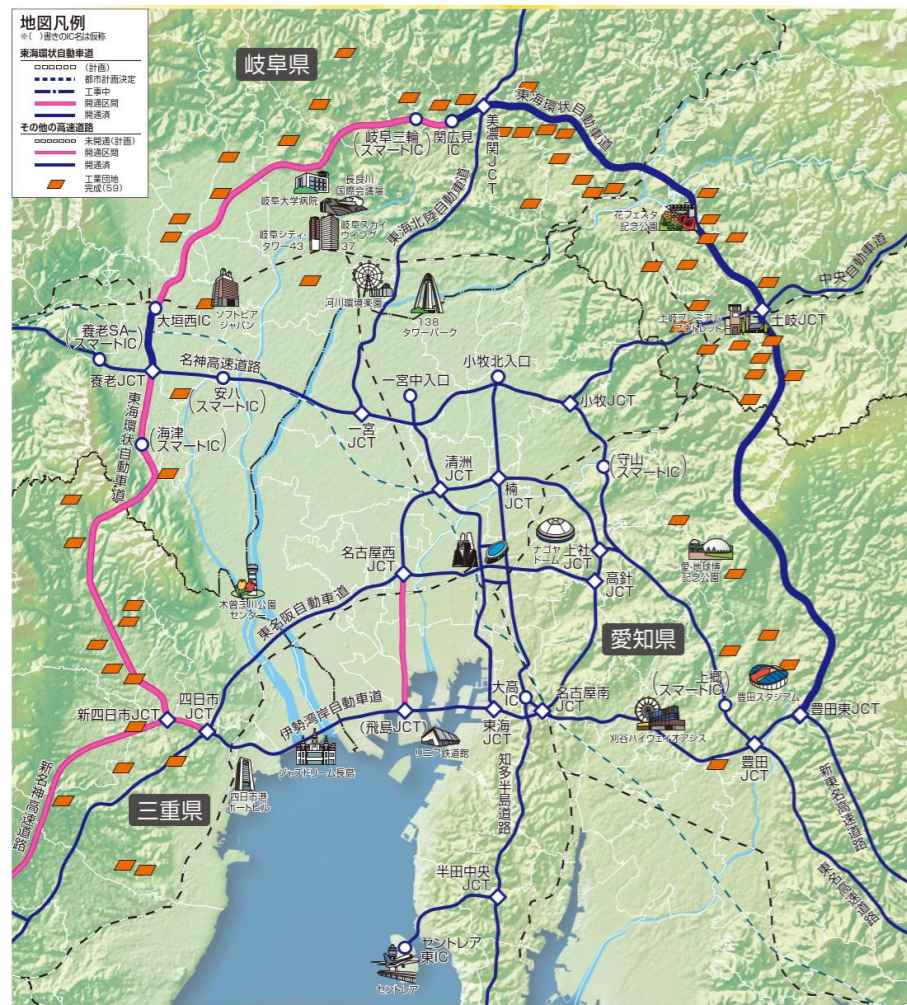 地図凡例
※( )書きのIC名は仮称
東海環状自動車道
(計画)
都市計画決定
工事中
開通区間
開通済
その他の高速道路
未開通(計画)
開通区間
開通済
工業団地
完成(59)
岐阜県
東海環状自動車道
(岐阜三輪
スマートIC)
関広見
IC
美濃関JCT
長良川
国際会議場
岐阜大学病院
岐阜シティ・
タワー43
岐阜スカイ
ウイング
37
東海北陸自動車道
花フェスタ
記念公園
中央自動車道
ソフトピア
ジャパン
河川環境楽園
138
タワーパーク
土岐プレミアム
アウトレット
土岐JCT
大垣西IC
(養老SA
スマートIC)
養老JCT
名神高速道路
安八
(スマートIC)
一宮中入口
小牧北入口
小牧JCT
一宮
JCT
東海環状自動車道
(海津
スマートIC)
清洲
JCT
楠
JCT
(守山
スマートIC)
名古屋西
JCT
ナゴヤ
ドーム
上社
JCT
高針
JCT
愛・地球博
記念公園
木曽三川公園
センター
東名阪自動車道
愛知県
(上郷
スマートIC)
豊田スタジアム
新四日市JCT
四日市
JCT
伊勢湾岸自動車道
(飛島JCT)
大高
IC
東海
JCT
名古屋南
JCT
豊田東JCT
刈谷ハイウェイオアシス
豊田
JCT
リニア鉄道館
ジャズドリーム長島
四日市港
ポートビル
新名神高速道路
三重県
知多半島道路
新東名高速道路
東名高速道路
半田中央
JCT
セントレア
東IC
セントレア